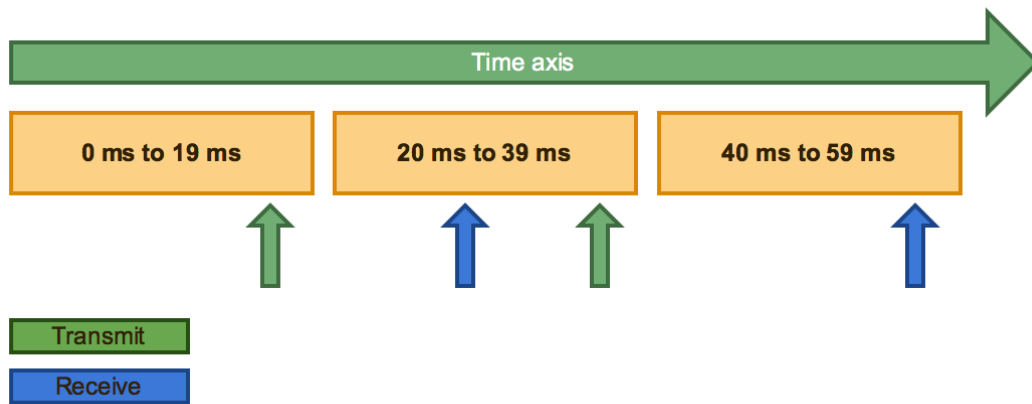 Time axis
0 ms to 19 ms
20 ms to 39 ms
40 ms to 59 ms
Transmit
Receive